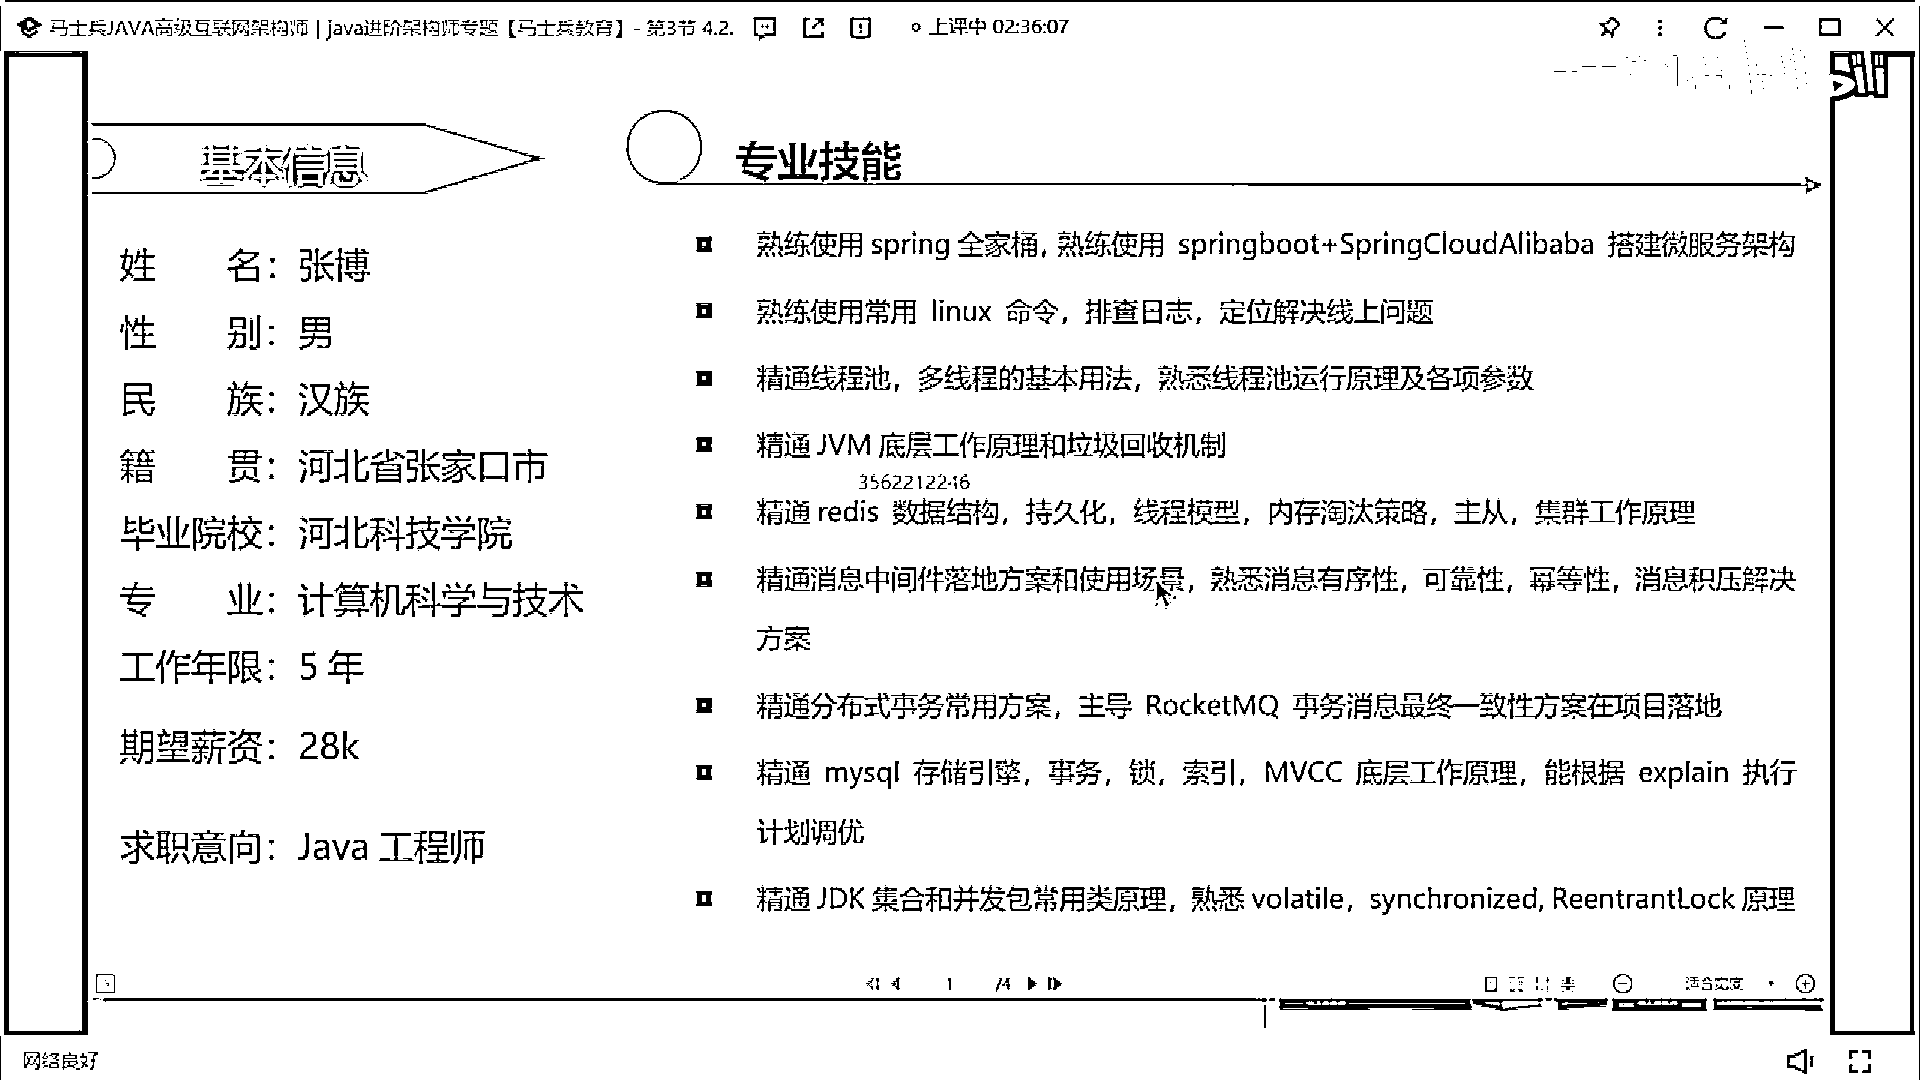 马士兵JAVA高级互联网架构师 | java进阶架构师专题【马士兵教育】- 第3节 4.2.
上课中 02:36:07
基本信息
姓 名：张博
性 别：男
民 族：汉族
籍 贯：河北省张家口市
毕业院校：河北科技学院
专 业：计算机科学与技术
工作年限：5 年
期望薪资：28k
求职意向：Java 工程师
专业技能
熟练使用 spring 全家桶, 熟练使用 springboot+SpringCloudAlibaba 搭建微服务架构
熟练使用常用 linux 命令，排查日志，定位解决线上问题
精通线程池，多线程的基本用法，熟悉线程池运行原理及各项参数
精通 JVM 底层工作原理和垃圾回收机制
精通 redis 数据结构，持久化，线程模型，内存淘汰策略，主从，集群工作原理
精通消息中间件落地方案和使用场景，熟悉消息有序性，可靠性，幂等性，消息积压解决
方案
精通分布式事务常用方案，主导 RocketMQ 事务消息最终一致性方案在项目落地
精通 mysql 存储引擎，事务，锁，索引，MVCC 底层工作原理，能根据 explain 执行
计划调优
精通 JDK 集合和并发包常用类原理，熟悉 volatile，synchronized, ReentrantLock 原理
1 /4
适合宽度
网络良好